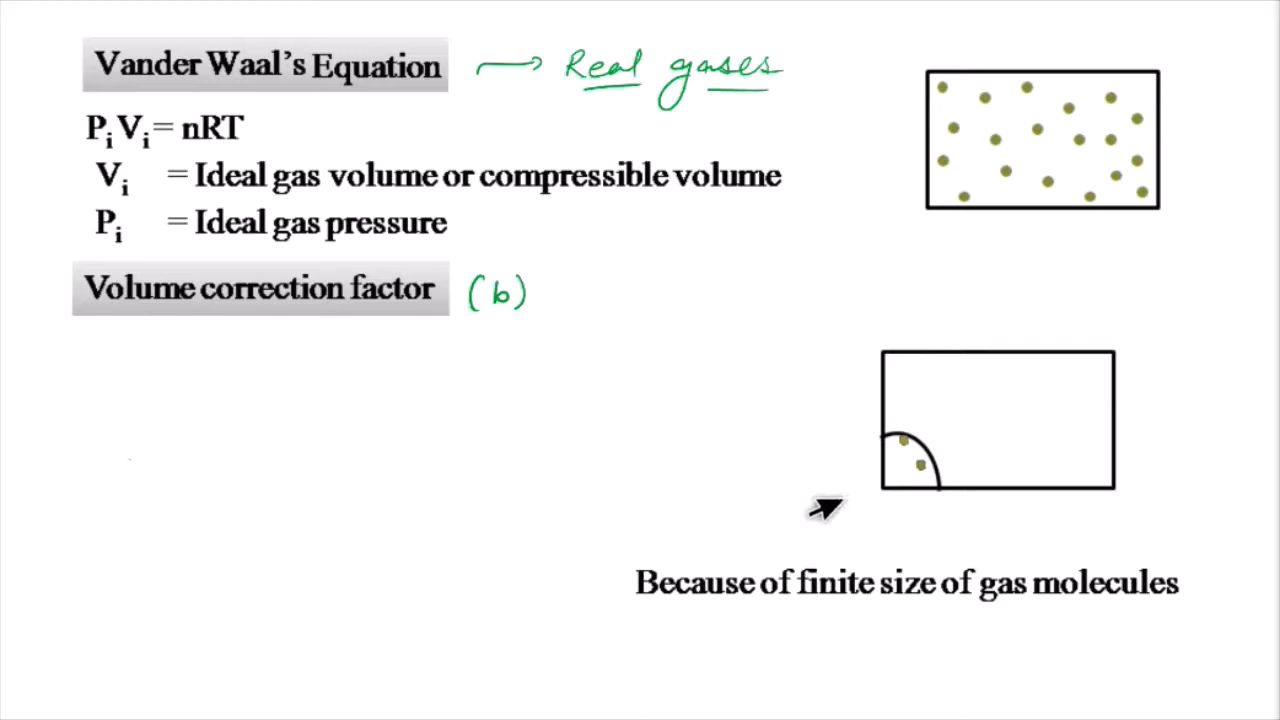 Vander Waal's Equation → Real gases
PᵢVᵢ = nRT
Vᵢ = Ideal gas volume or compressible volume
Pᵢ = Ideal gas pressure
Volume correction factor (b)
Because of finite size of gas molecules